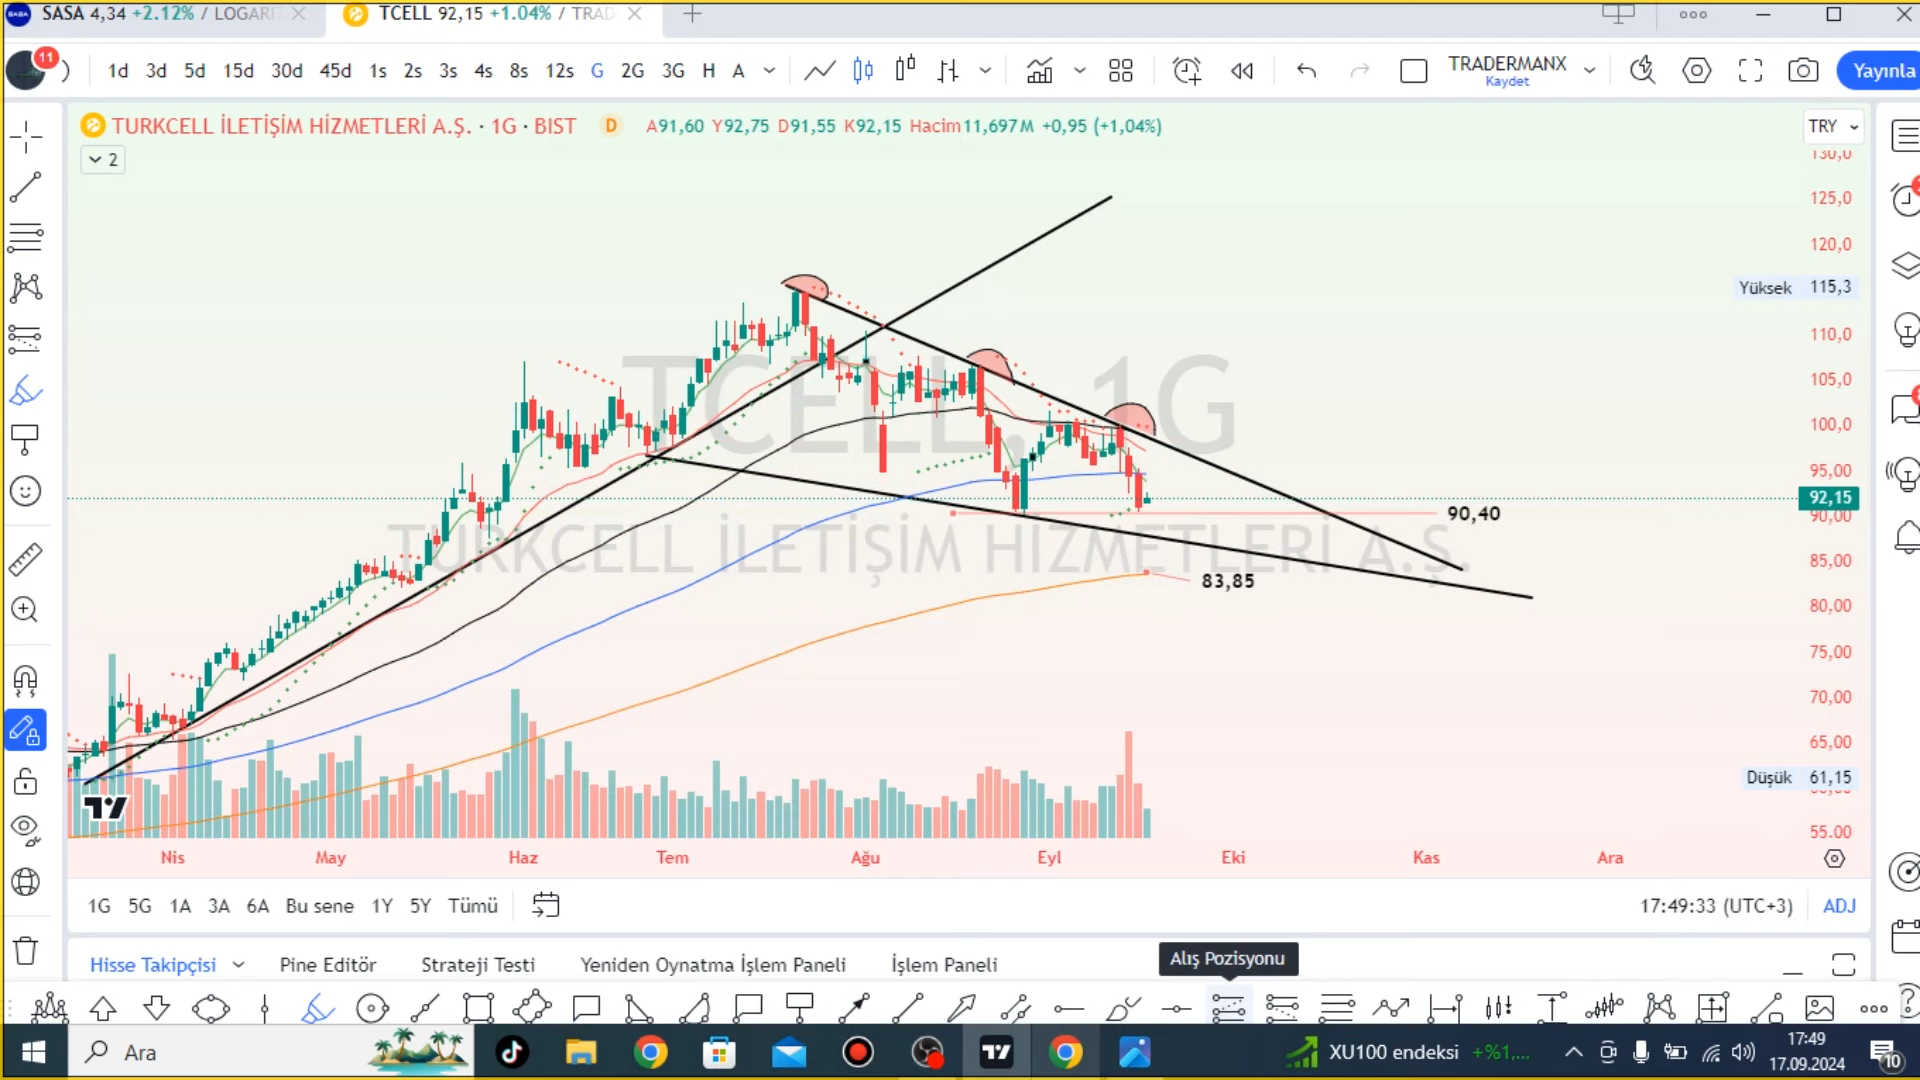 SASA 4,34 +2.12% / LOGARIT
TCELL 92,15 +1.04% / TRAD
11
1d 3d 5d 15d 30d 45d 1s 2s 3s 4s 8s 12s G 2G 3G H A
TRADERMANX
Kaydet
Yayınla
TURKCELL İLETİŞİM HİZMETLERİ A.Ş. · 1G · BIST D A91,60 Y92,75 D91,55 K92,15 Hacim11,697M +0,95 (+1,04%)
TRY
2
130,0
125,0
120,0
Yüksek 115,3
110,0
105,0
100,0
95,00
92,15
90,00
85,00
80,00
75,00
70,00
65,00
Düşük 61,15
55.00
TCELL, 1G
TURKCELL İLETİŞİM HİZMETLERİ A.Ş.
90,40
83,85
Nis May Haz Tem Ağu Eyl Eki Kas Ara
1G 5G 1A 3A 6A Bu sene 1Y 5Y Tümü
17:49:33 (UTC+3) ADJ
Alış Pozisyonu
Hisse Takipçisi Pine Editör Strateji Testi Yeniden Oynatma İşlem Paneli İşlem Paneli
Ara
XU100 endeksi +%1,...
17:49
17.09.2024
10